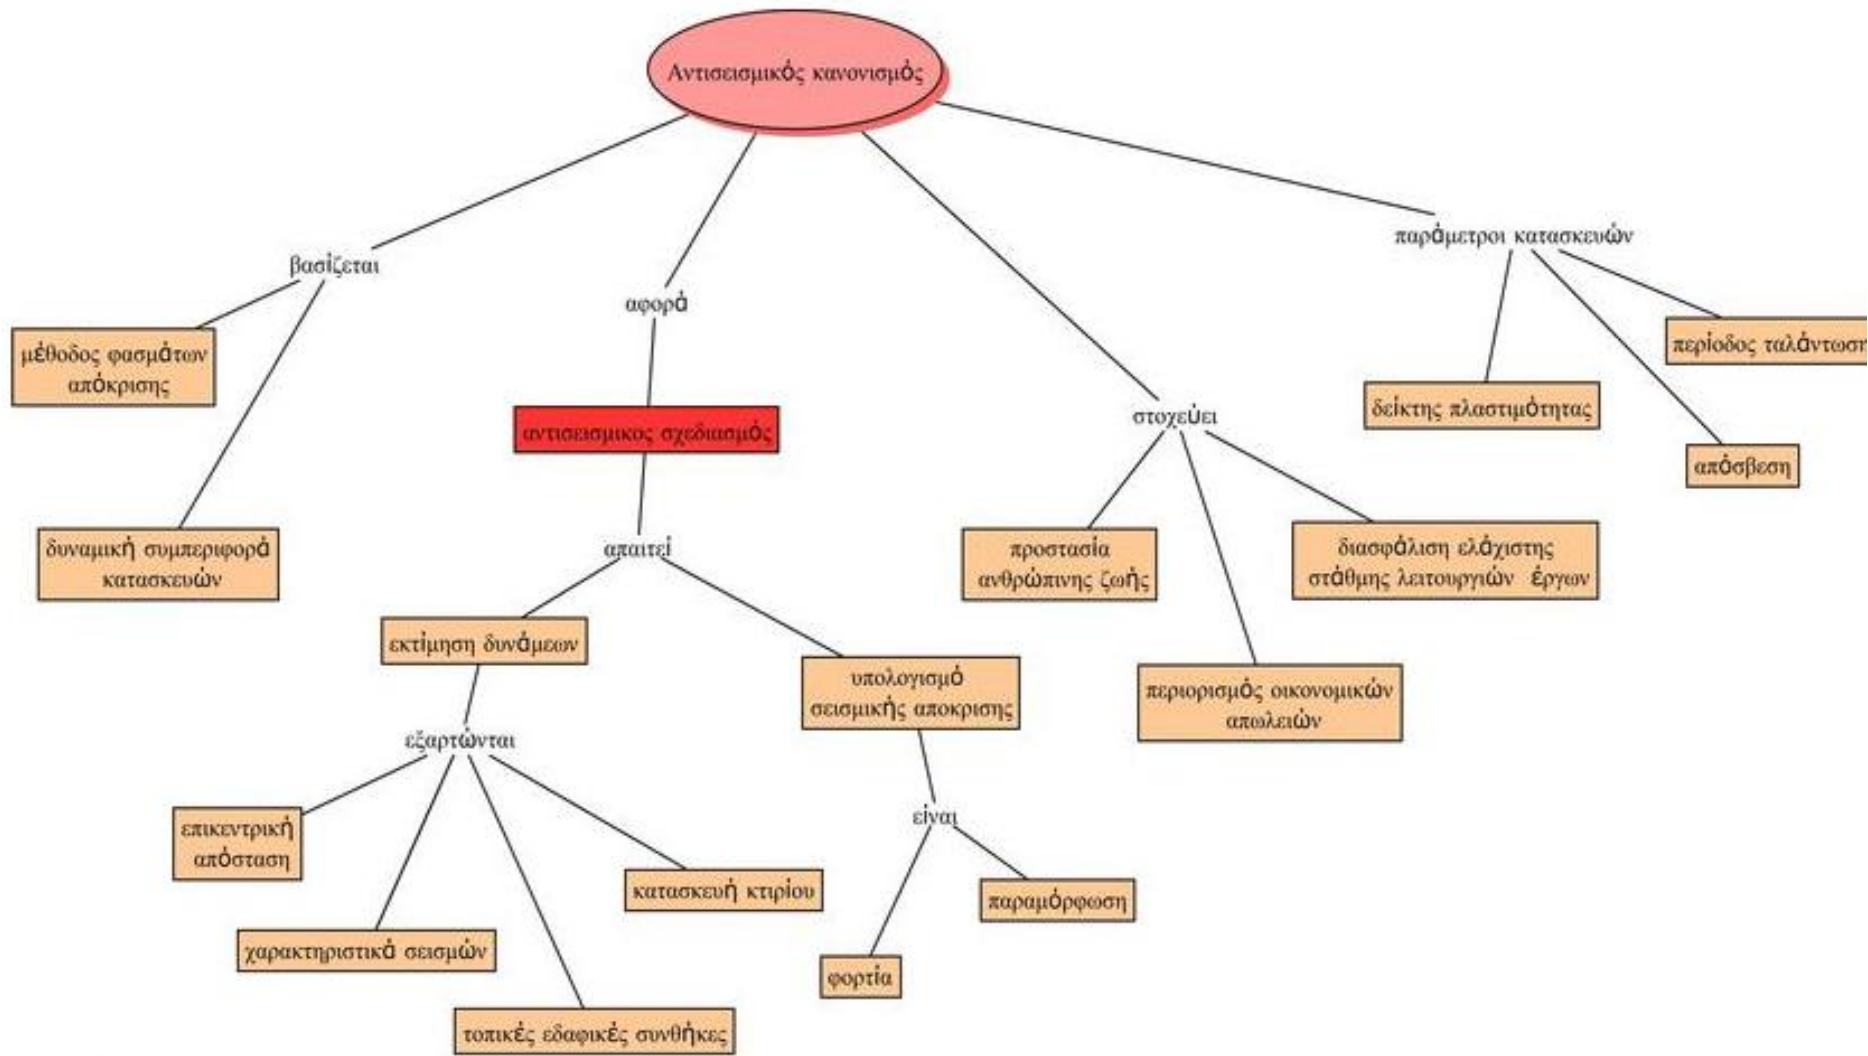 Αντισεισμικός κανονισμός
παράμετροι κατασκευών
βασίζεται
αφορά
μέθοδος φασμάτων
απόκρισης
περίοδος ταλάντωση
δείκτης πλαστιμότητας
στοχεύει
αντισεισμικος σχεδιασμός
απόσβεση
δυναμική συμπεριφορά
κατασκευών
απαιτεί
προστασία
ανθρώπινης ζωής
διασφάλιση ελάχιστης
στάθμης λειτουργιών έργων
εκτίμηση δυνάμεων
υπολογισμό
σεισμικής αποκρισης
περιορισμός οικονομικών
απωλειών
εξαρτώνται
είναι
επικεντρική
απόσταση
κατασκευή κτιρίου
παραμόρφωση
χαρακτηριστικά σεισμών
φορτία
τοπικές εδαφικές συνθήκες